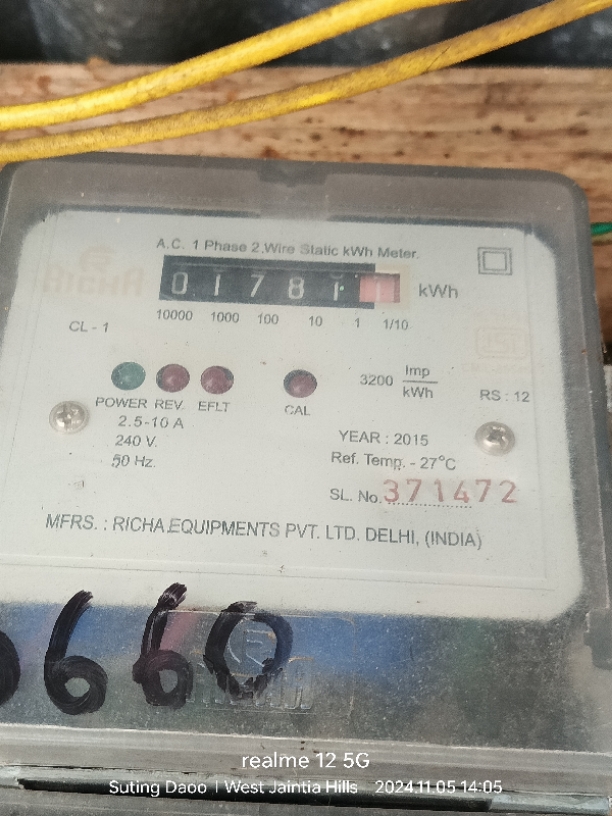 A.C. 1 Phase 2 Wire Static kWh Meter.
0 1 7 8 1 1 kWh
10000 1000 100 10 1 1/10
CL - 1
3200 Imp/kWh
POWER REV. EFLT CAL
RS : 12
2.5-10 A
240 V.
50 Hz.
YEAR : 2015
Ref. Temp. - 27°C
SL. No. 371472
MFRS. : RICHA EQUIPMENTS PVT. LTD. DELHI, (INDIA)
660
realme 12 5G
Suting Daoo | West Jaintia Hills 2024.11.05 14:05